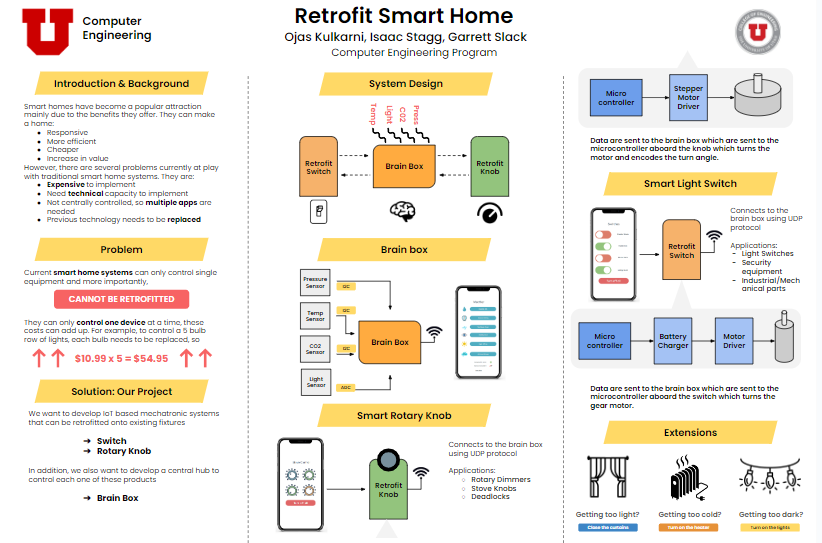 Computer
Engineering
Retrofit Smart Home
Ojas Kulkarni, Isaac Stagg, Garrett Slack
Computer Engineering Program
Introduction & Background
Smart homes have become a popular attraction
mainly due to the benefits they offer. They can make
a home:
● Responsive
● More efficient
● Cheaper
● Increase in value
However, there are several problems currently at play
with traditional smart home systems. They are:
● Expensive to implement
● Need technical capacity to implement
● Not centrally controlled, so multiple apps are
needed
● Previous technology needs to be replaced
Problem
Current smart home systems can only control single
equipment and more importantly,
CANNOT BE RETROFITTED
They can only control one device at a time, these
costs can add up. For example, to control a 5 bulb
row of lights, each bulb needs to be replaced, so
$10.99 x 5 = $54.95
Solution: Our Project
We want to develop IoT based mechatronic systems
that can be retrofitted onto existing fixtures
➔ Switch
➔ Rotary Knob
In addition, we also want to develop a central hub to
control each one of these products
➔ Brain Box
System Design
Temp
Light
C02
Press
Retrofit
Switch
Brain Box
Retrofit
Knob
Brain box
Pressure
Sensor
I2C
Temp
Sensor
I2C
CO2
Sensor
I2C
Light
Sensor
ADC
Brain Box
Smart Rotary Knob
Retrofit
Knob
Connects to the brain box
using UDP protocol
Applications:
○ Rotary Dimmers
○ Stove Knobs
○ Deadlocks
Micro
controller
Stepper
Motor
Driver
Data are sent to the brain box which are sent to the
microcontroller aboard the knob which turns the
motor and encodes the turn angle.
Smart Light Switch
Retrofit
Switch
Connects to the
brain box using UDP
protocol
Applications:
- Light Switches
- Security
equipment
- Industrial/Mech
anical parts
Micro
controller
Battery
Charger
Motor
Driver
Data are sent to the brain box which are sent to the
microcontroller aboard the switch which turns the
gear motor.
Extensions
Getting too light?
Close the curtains
Getting too cold?
Turn on the heater
Getting too dark?
Turn on the lights